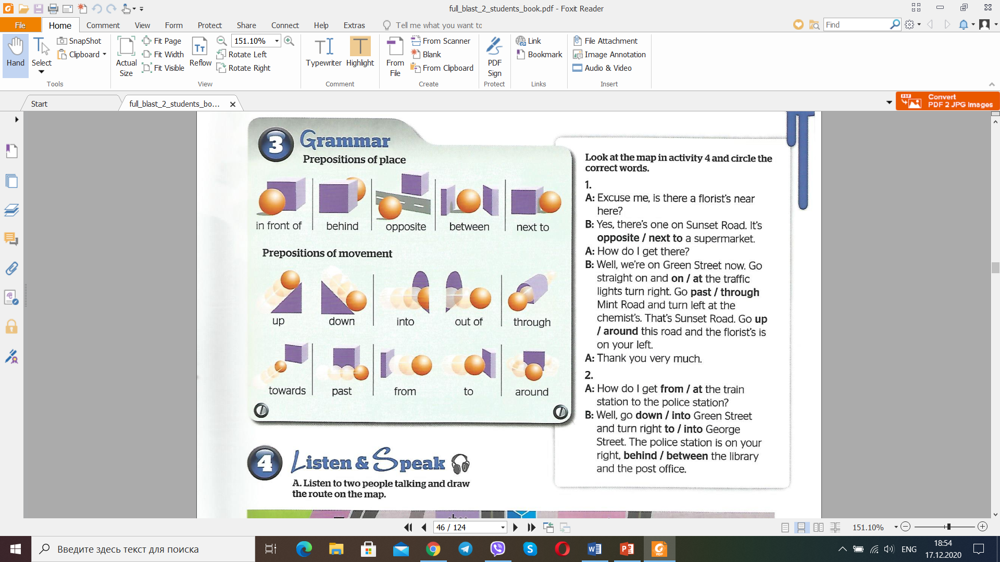 full_blast_2_students_book.pdf - Foxit Reader
File Home Comment View Form Protect Share Connect Help Extras Tell me what you want to Find
Hand
Select
SnapShot
Clipboard
Tools
Actual Size
Fit Page
Fit Width
Fit Visible
Reflow
151.10%
Rotate Left
Rotate Right
View
Typewriter
Highlight
Comment
From File
From Scanner
Blank
From Clipboard
Create
PDF Sign
Protect
Link
Bookmark
Links
File Attachment
Image Annotation
Audio & Video
Insert
Start
full_blast_2_students_bo...
Convert
PDF 2 JPG Images
3 Grammar
Prepositions of place
in front of behind opposite between next to
Prepositions of movement
up down into out of through
towards past from to around
Look at the map in activity 4 and circle the
correct words.
1.
A: Excuse me, is there a florist's near
here?
B: Yes, there's one on Sunset Road. It's
opposite / next to a supermarket.
A: How do I get there?
B: Well, we're on Green Street now. Go
straight on and on / at the traffic
lights turn right. Go past / through
Mint Road and turn left at the
chemist's. That's Sunset Road. Go up
/ around this road and the florist's is
on your left.
A: Thank you very much.
2.
A: How do I get from / at the train
station to the police station?
B: Well, go down / into Green Street
and turn right to / into George
Street. The police station is on your
right, behind / between the library
and the post office.
4 Listen & Speak
A. Listen to two people talking and draw
the route on the map.
46 / 124
151.10%
Введите здесь текст для поиска
ENG
18:54
17.12.2020